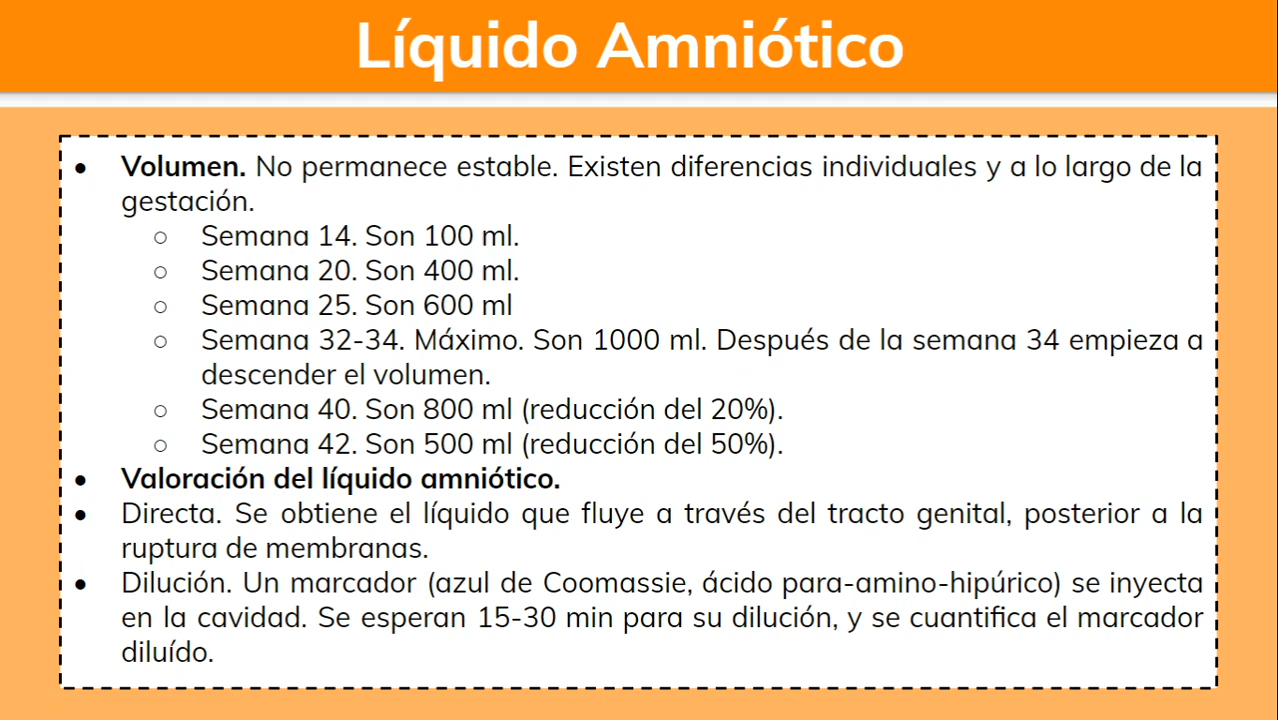 Líquido Amniótico
● Volumen. No permanece estable. Existen diferencias individuales y a lo largo de la
gestación.
○ Semana 14. Son 100 ml.
○ Semana 20. Son 400 ml.
○ Semana 25. Son 600 ml
○ Semana 32-34. Máximo. Son 1000 ml. Después de la semana 34 empieza a
descender el volumen.
○ Semana 40. Son 800 ml (reducción del 20%).
○ Semana 42. Son 500 ml (reducción del 50%).
● Valoración del líquido amniótico.
● Directa. Se obtiene el líquido que fluye a través del tracto genital, posterior a la
ruptura de membranas.
● Dilución. Un marcador (azul de Coomassie, ácido para-amino-hipúrico) se inyecta
en la cavidad. Se esperan 15-30 min para su dilución, y se cuantifica el marcador
diluído.